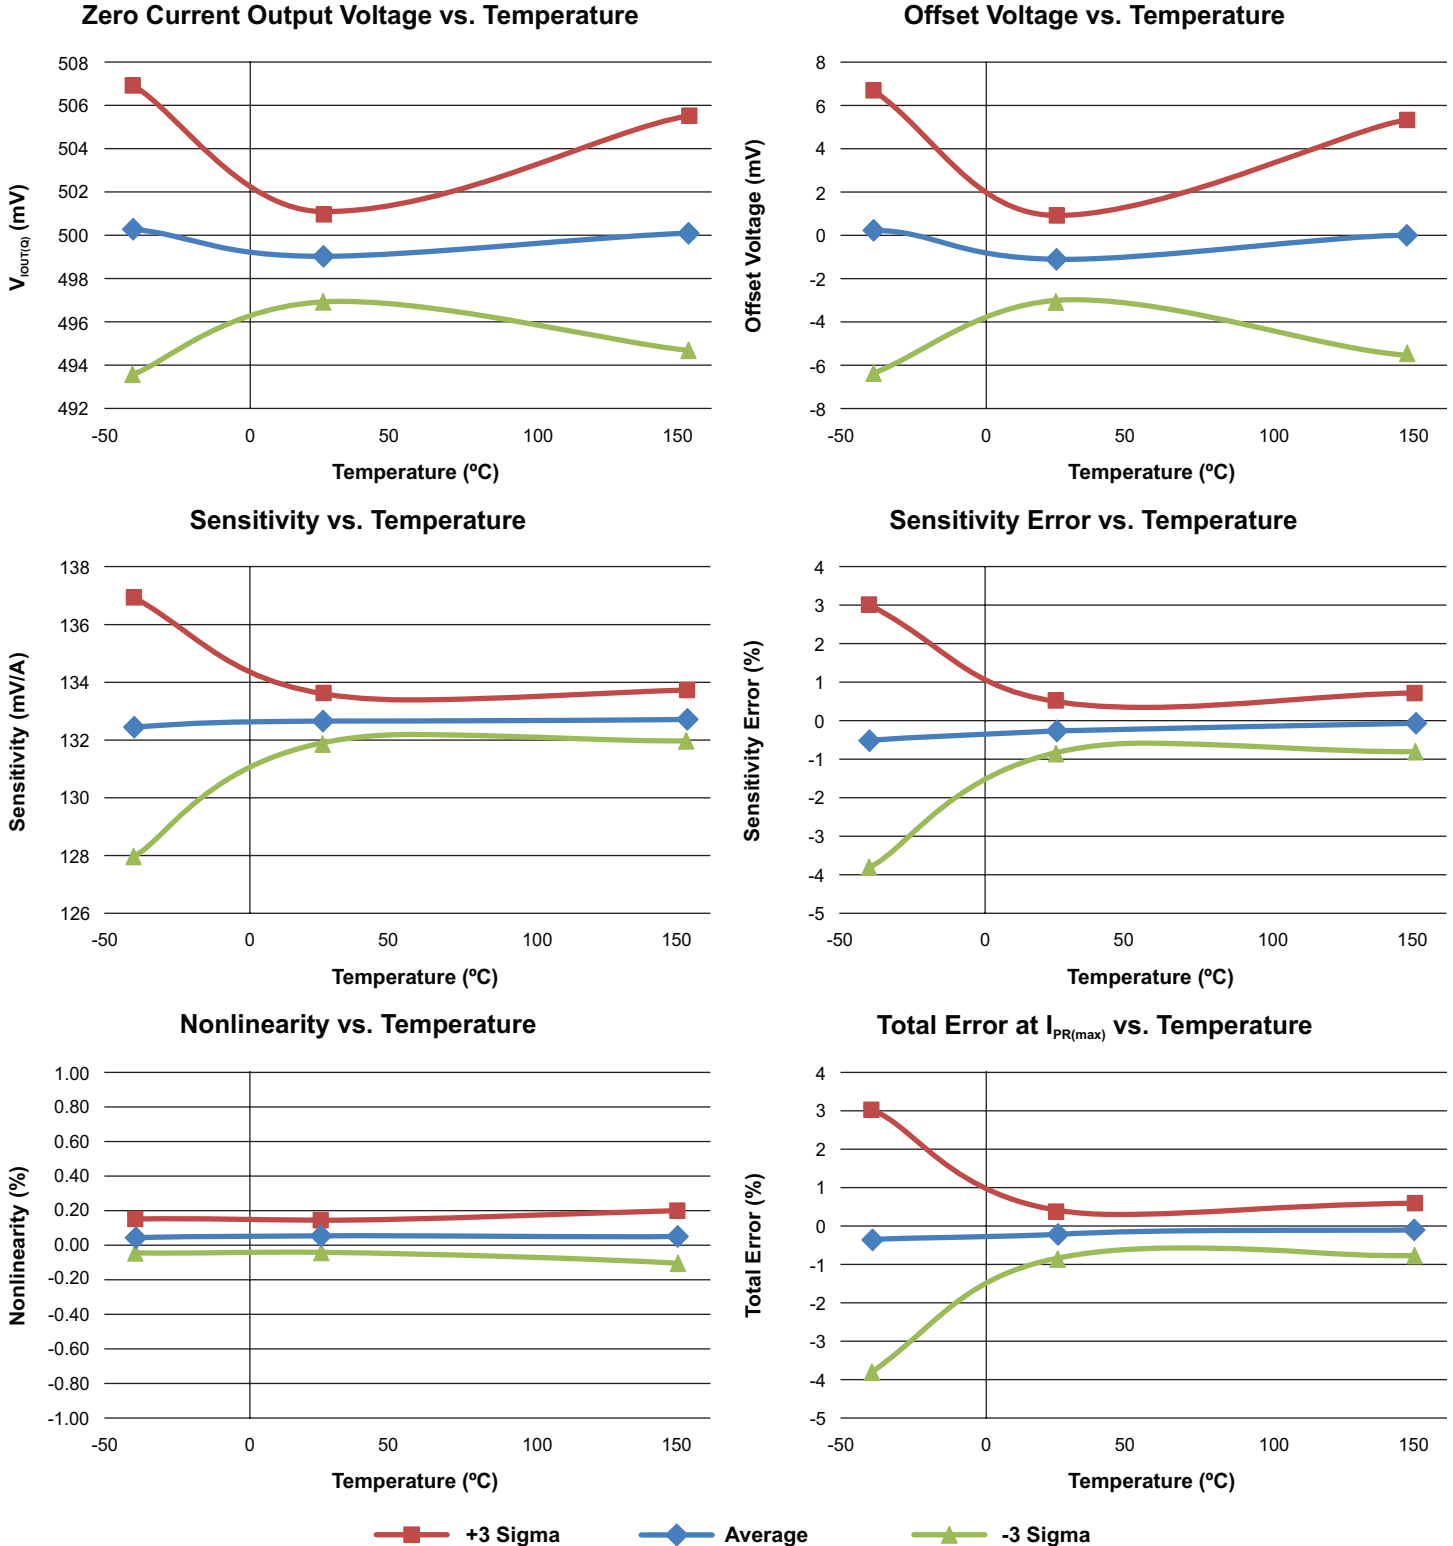 Zero Current Output Voltage vs. Temperature
508
506
504
502
500
498
496
494
492
VIOUT(Q) (mV)
-50 0 50 100 150
Temperature (ºC)
Offset Voltage vs. Temperature
8
6
4
2
0
-2
-4
-6
-8
Offset Voltage (mV)
-50 0 50 100 150
Temperature (ºC)
Sensitivity vs. Temperature
138
136
134
132
130
128
126
Sensitivity (mV/A)
-50 0 50 100 150
Temperature (ºC)
Sensitivity Error vs. Temperature
4
3
2
1
0
-1
-2
-3
-4
-5
Sensitivity Error (%)
-50 0 50 100 150
Temperature (ºC)
Nonlinearity vs. Temperature
1.00
0.80
0.60
0.40
0.20
0.00
-0.20
-0.40
-0.60
-0.80
-1.00
Nonlinearity (%)
-50 0 50 100 150
Temperature (ºC)
Total Error at IPR(max) vs. Temperature
4
3
2
1
0
-1
-2
-3
-4
-5
Total Error (%)
-50 0 50 100 150
Temperature (ºC)
+3 Sigma Average -3 Sigma